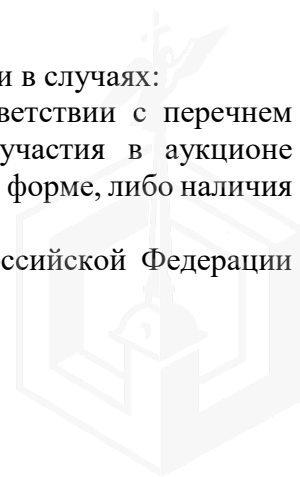 и в случаях:
ветствии с перечнем
участия в аукционе
форме, либо наличия
ссийской Федерации